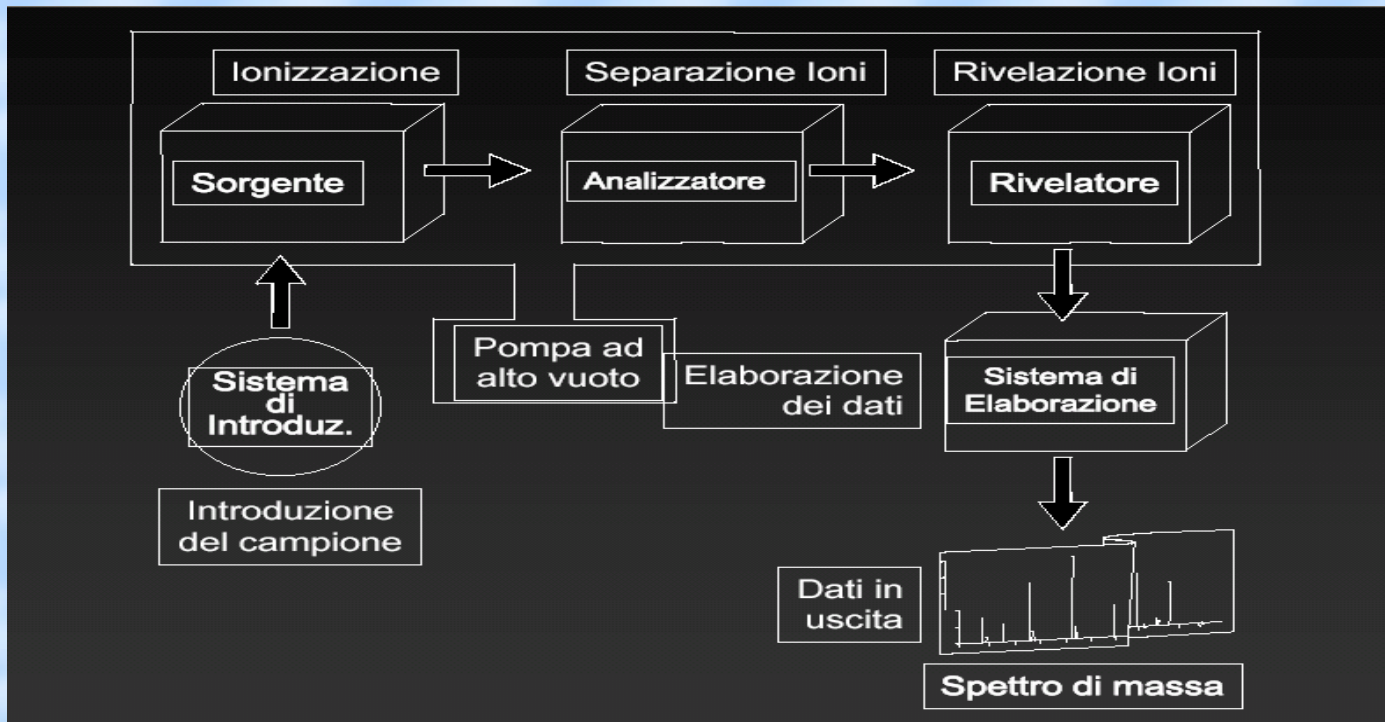 Ionizzazione
Separazione Ioni
Rivelazione Ioni
Sorgente
Analizzatore
Rivelatore
Sistema
di
Introduz.
Introduzione
del campione
Pompa ad
alto vuoto
Elaborazione
dei dati
Sistema di
Elaborazione
Dati in
uscita
Spettro di massa